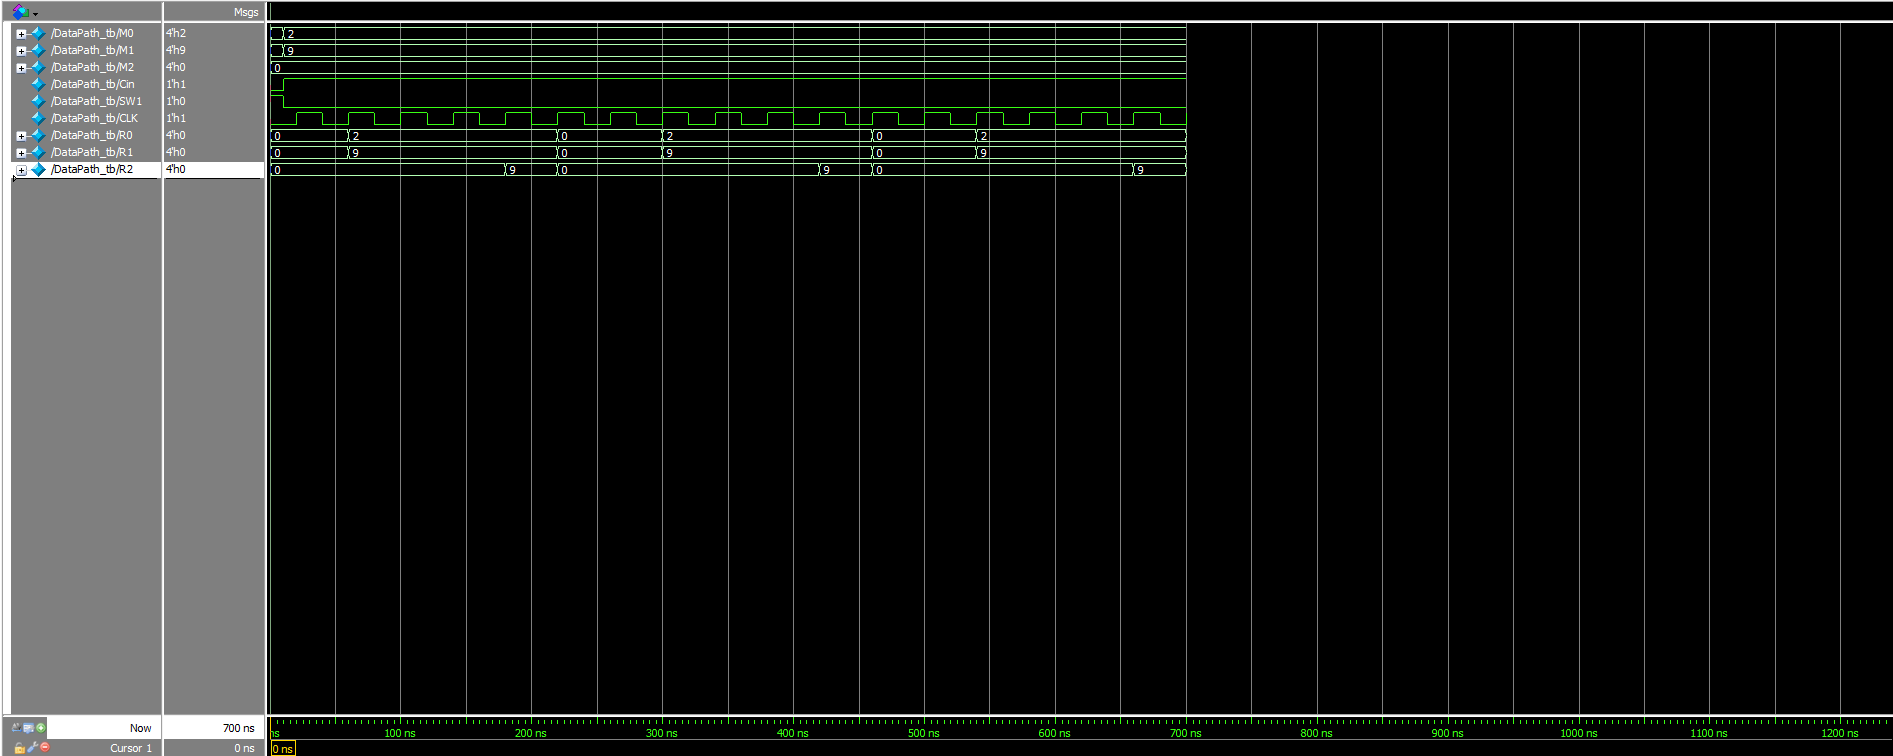 Msgs
/DataPath_tb/M0 4'h2 2
/DataPath_tb/M1 4'h9 9
/DataPath_tb/M2 4'h0 0
/DataPath_tb/Cin 1'h1
/DataPath_tb/SW1 1'h0
/DataPath_tb/CLK 1'h1
/DataPath_tb/R0 4'h0 0 2 0 2 0 2
/DataPath_tb/R1 4'h0 0 9 0 9 0 9
/DataPath_tb/R2 4'h0 0 9 0 9 0 9
Now 700 ns ns 100 ns 200 ns 300 ns 400 ns 500 ns 600 ns 700 ns 800 ns 900 ns 1000 ns 1100 ns 1200 ns
Cursor 1 0 ns 0 ns